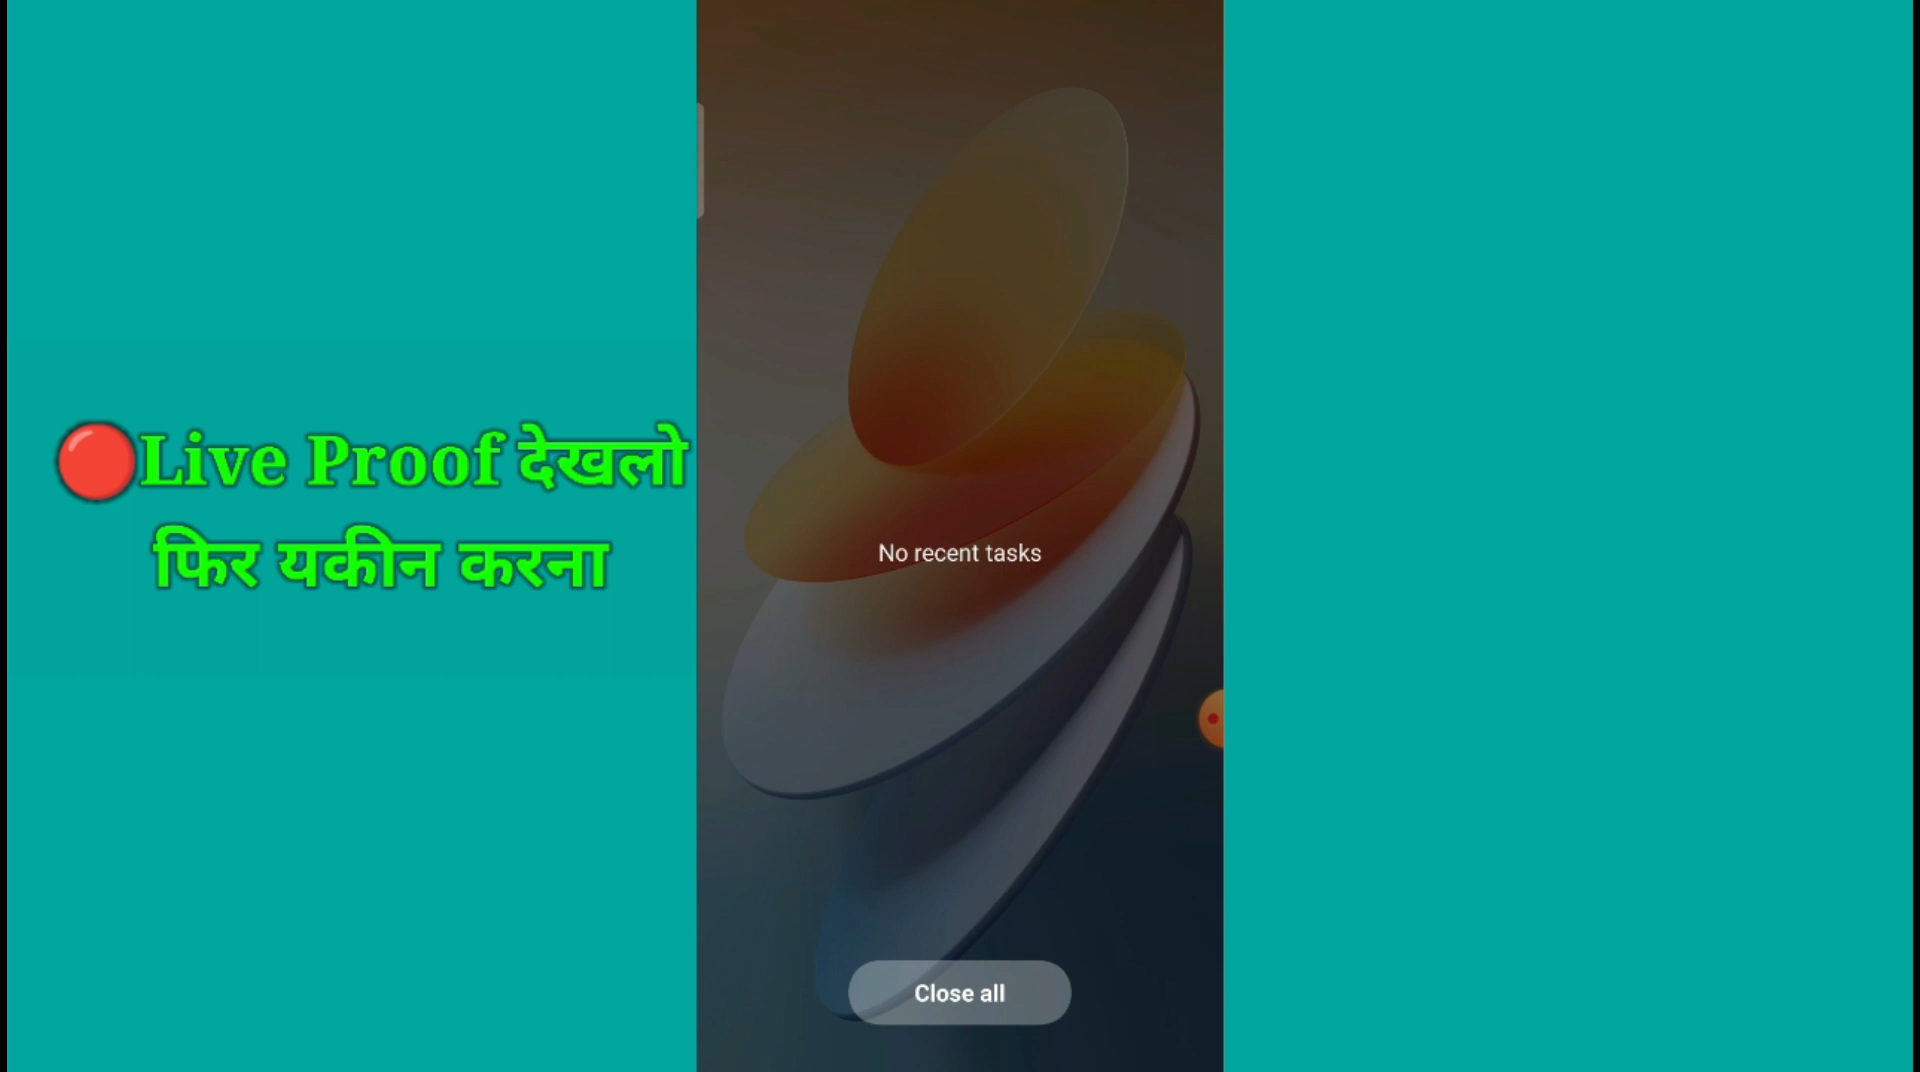 🔴Live Proof देखलो
फिर यकीन करना
No recent tasks
Close all